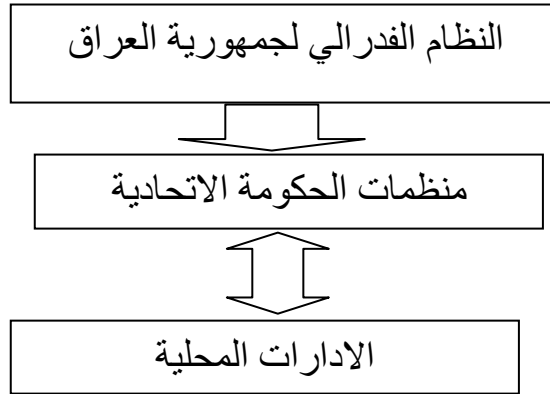 النظام الفدرالي لجمهورية العراق
منظمات الحكومة الاتحادية
الادارات المحلية